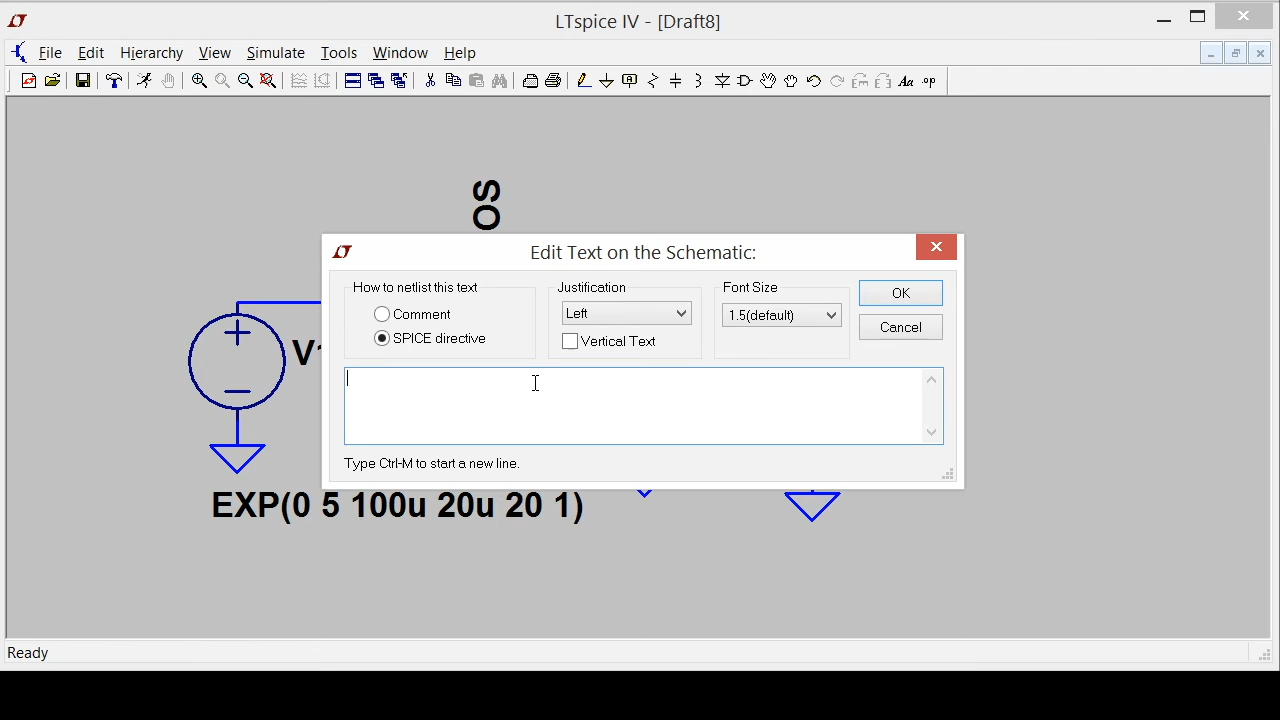 LTspice IV - [Draft8]
File Edit Hierarchy View Simulate Tools Window Help
Aa .op
OS
Edit Text on the Schematic:
How to netlist this text
Comment
SPICE directive
Justification
Left
Vertical Text
Font Size
1.5(default)
OK
Cancel
Type Ctrl-M to start a new line.
EXP(0 5 100u 20u 20 1)
Ready